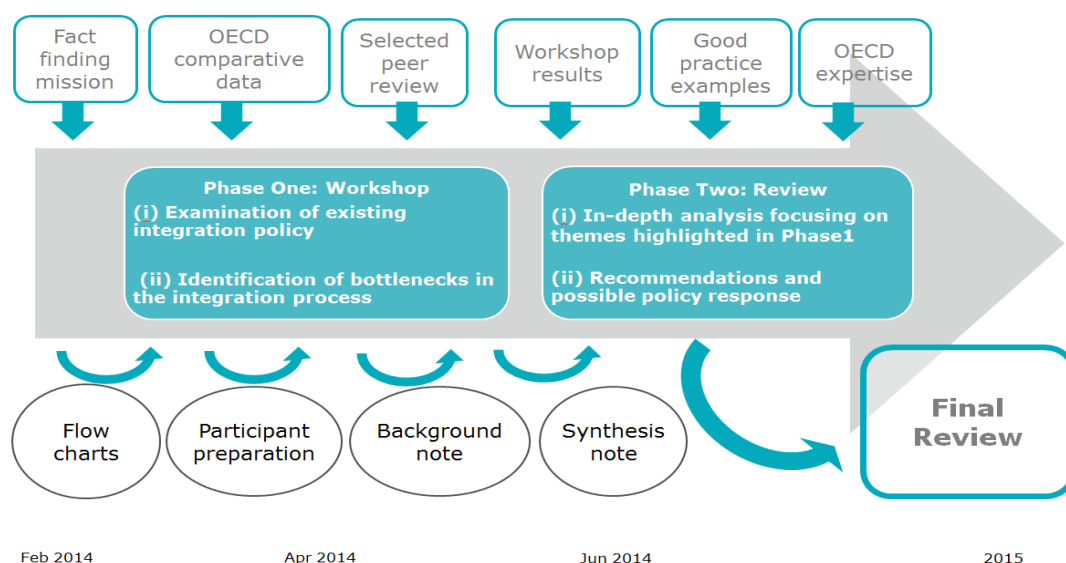 Fact
finding
mission
OECD
comparative
data
Selected
peer
review
Workshop
results
Good
practice
examples
OECD
expertise
Phase One: Workshop
(i) Examination of existing
integration policy
(ii) Identification of bottlenecks in
the integration process
Phase Two: Review
(i) In-depth analysis focusing on
themes highlighted in Phase1
(ii) Recommendations and
possible policy response
Flow
charts
Participant
preparation
Background
note
Synthesis
note
Final
Review
Feb 2014
Apr 2014
Jun 2014
2015